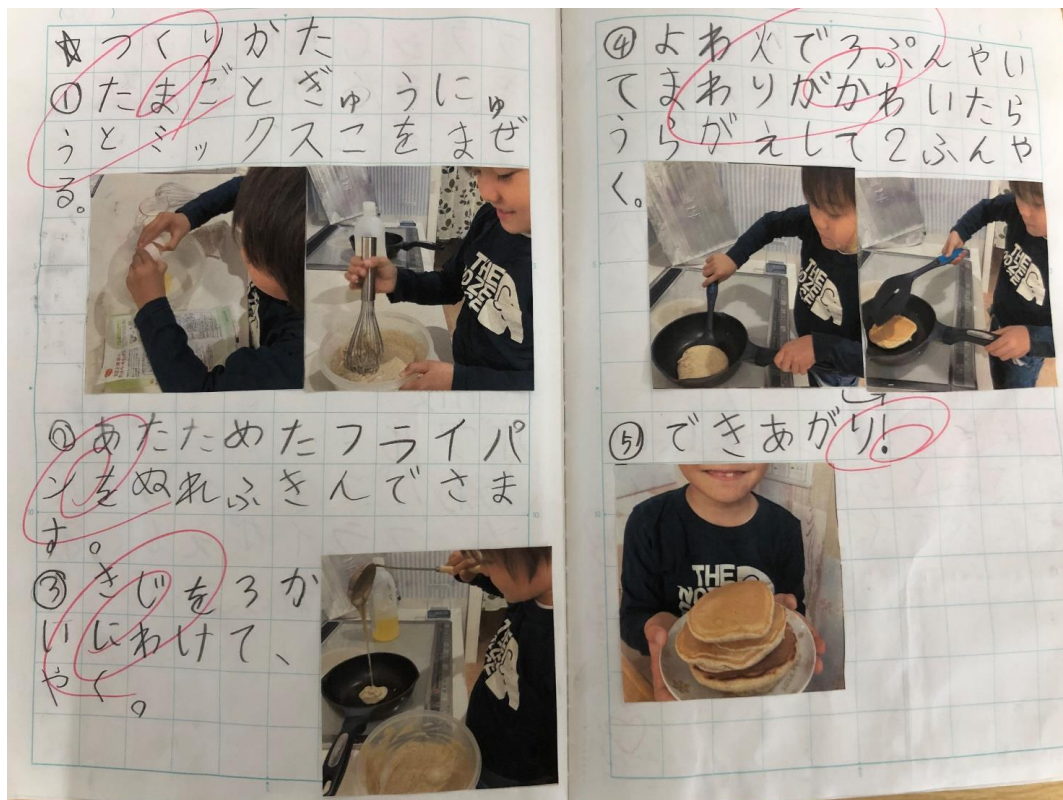 ☆つくりかた
①たまごとぎゅうにゅ
うとミックスこをまぜ
る。
②あたためたフライパ
ンをぬれふきんでさま
す。
③きじを3か
いにわけて、
やく。
④よわ火で3ぷんやい
てまわりがかわいたら
うらがえして2ふんや
く。
⑤できあがり!
THE
THE